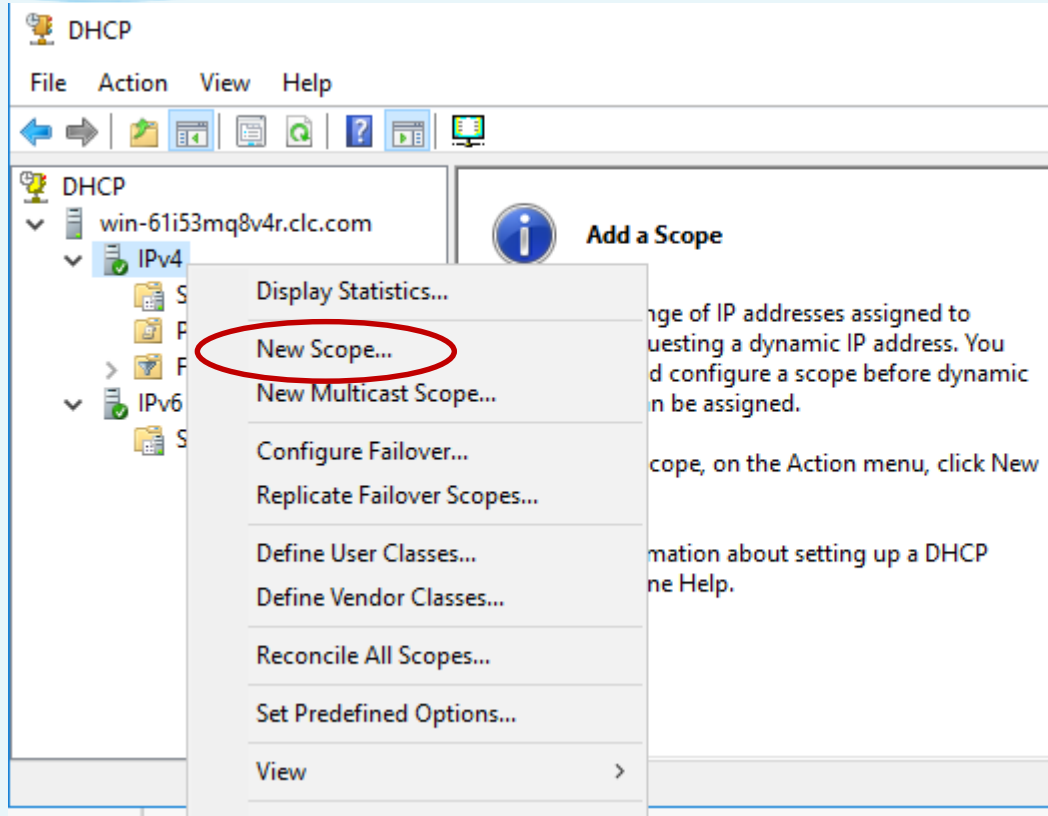 DHCP
File Action View Help
DHCP
win-61i53mq8v4r.clc.com
IPv4
S
P
F
IPv6
S
Display Statistics...
New Scope...
New Multicast Scope...
Configure Failover...
Replicate Failover Scopes...
Define User Classes...
Define Vendor Classes...
Reconcile All Scopes...
Set Predefined Options...
View
Add a Scope
nge of IP addresses assigned to
uesting a dynamic IP address. You
d configure a scope before dynamic
n be assigned.
cope, on the Action menu, click New
mation about setting up a DHCP
ne Help.